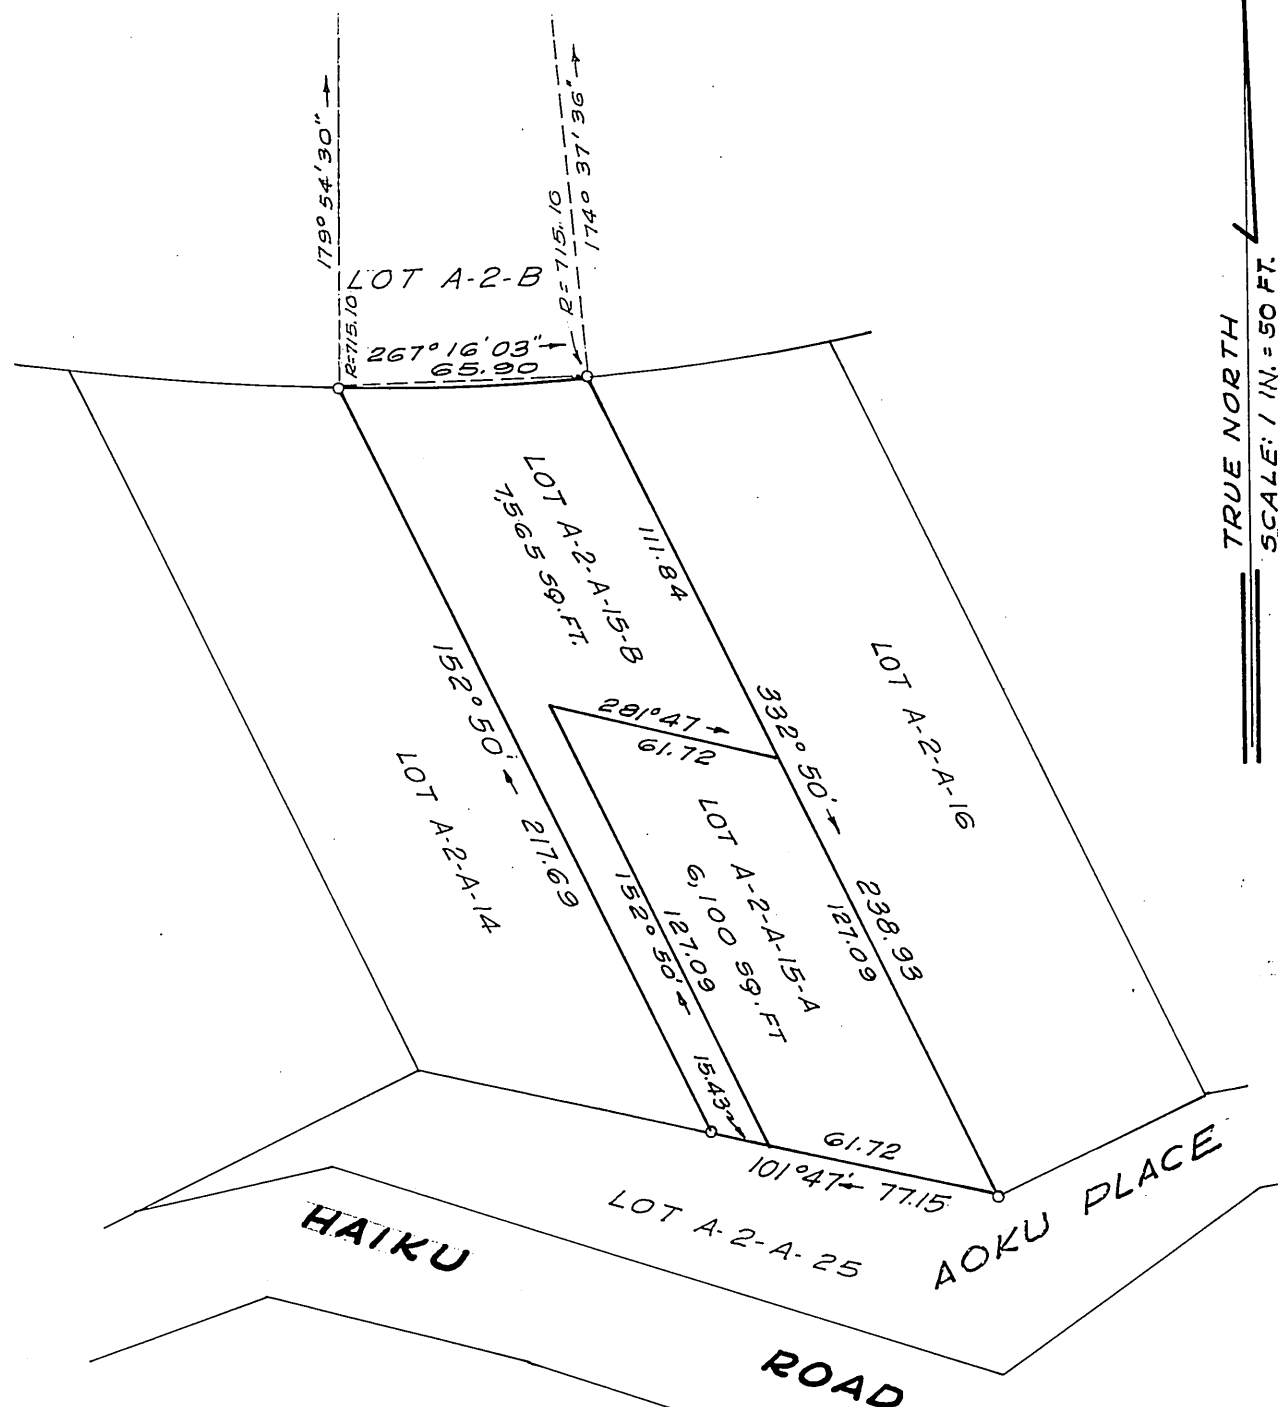 179° 54' 30" →
174° 37' 36" →
R=715.10
R=715.10
LOT A-2-B
267° 16' 03" →
65.90
TRUE NORTH
SCALE: 1 IN. = 50 FT.
LOT A-2-A-15-B
7,565 SQ. FT.
111.84
281° 47 →
61.72
332° 50' →
238.93
127.09
LOT A-2-A-16
152° 50' ←
217.69
LOT A-2-A-14
LOT A-2-A-15-A
6,100 SQ. FT
152° 50' ←
127.09
15.43
61.72
101° 47' ← 77.15
LOT A-2-A-25
AOKU PLACE
HAIKU
ROAD